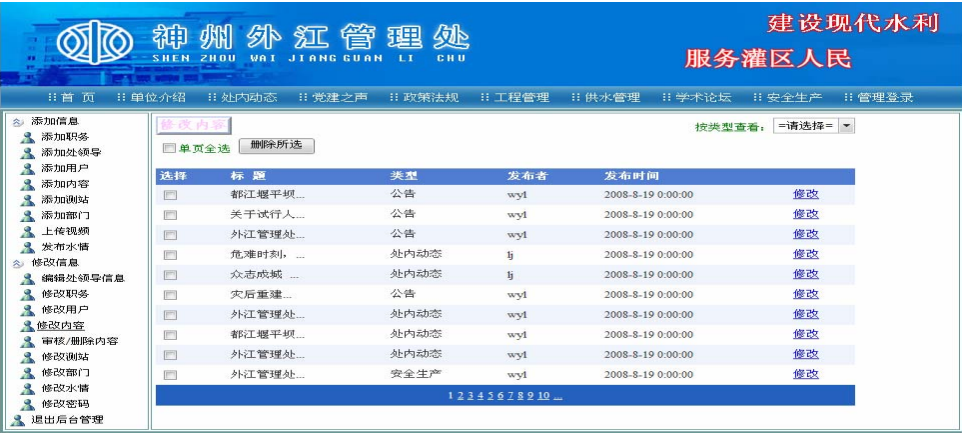 神州外江管理处
SHEN ZHOU WAI JIANG GUAN LI CHU
建设现代水利
服务灌区人民
首 页 单位介绍 处内动态 党建之声 政策法规 工程管理 供水管理 学术论坛 安全生产 管理登录
添加信息
添加职务
添加处领导
添加用户
添加内容
添加测站
添加部门
上传视频
发布水情
修改信息
编辑处领导信息
修改职务
修改用户
修改内容
审核/删除内容
修改测站
修改部门
修改水情
修改密码
退出后台管理
修改内容
按类型查看: =请选择=
单页全选 删除所选
选择 标 题 类型 发布者 发布时间
都江堰平坝... 公告 wyl 2008-8-19 0:00:00 修改
关于试行人... 公告 wyl 2008-8-19 0:00:00 修改
外江管理处... 公告 wyl 2008-8-19 0:00:00 修改
危难时刻， ... 处内动态 lj 2008-8-19 0:00:00 修改
众志成城 ... 处内动态 lj 2008-8-19 0:00:00 修改
灾后重建... 公告 wyl 2008-8-19 0:00:00 修改
外江管理处... 处内动态 wyl 2008-8-19 0:00:00 修改
都江堰平坝... 处内动态 wyl 2008-8-19 0:00:00 修改
外江管理处... 处内动态 wyl 2008-8-19 0:00:00 修改
外江管理处... 安全生产 wyl 2008-8-19 0:00:00 修改
1 2 3 4 5 6 7 8 9 10 ...